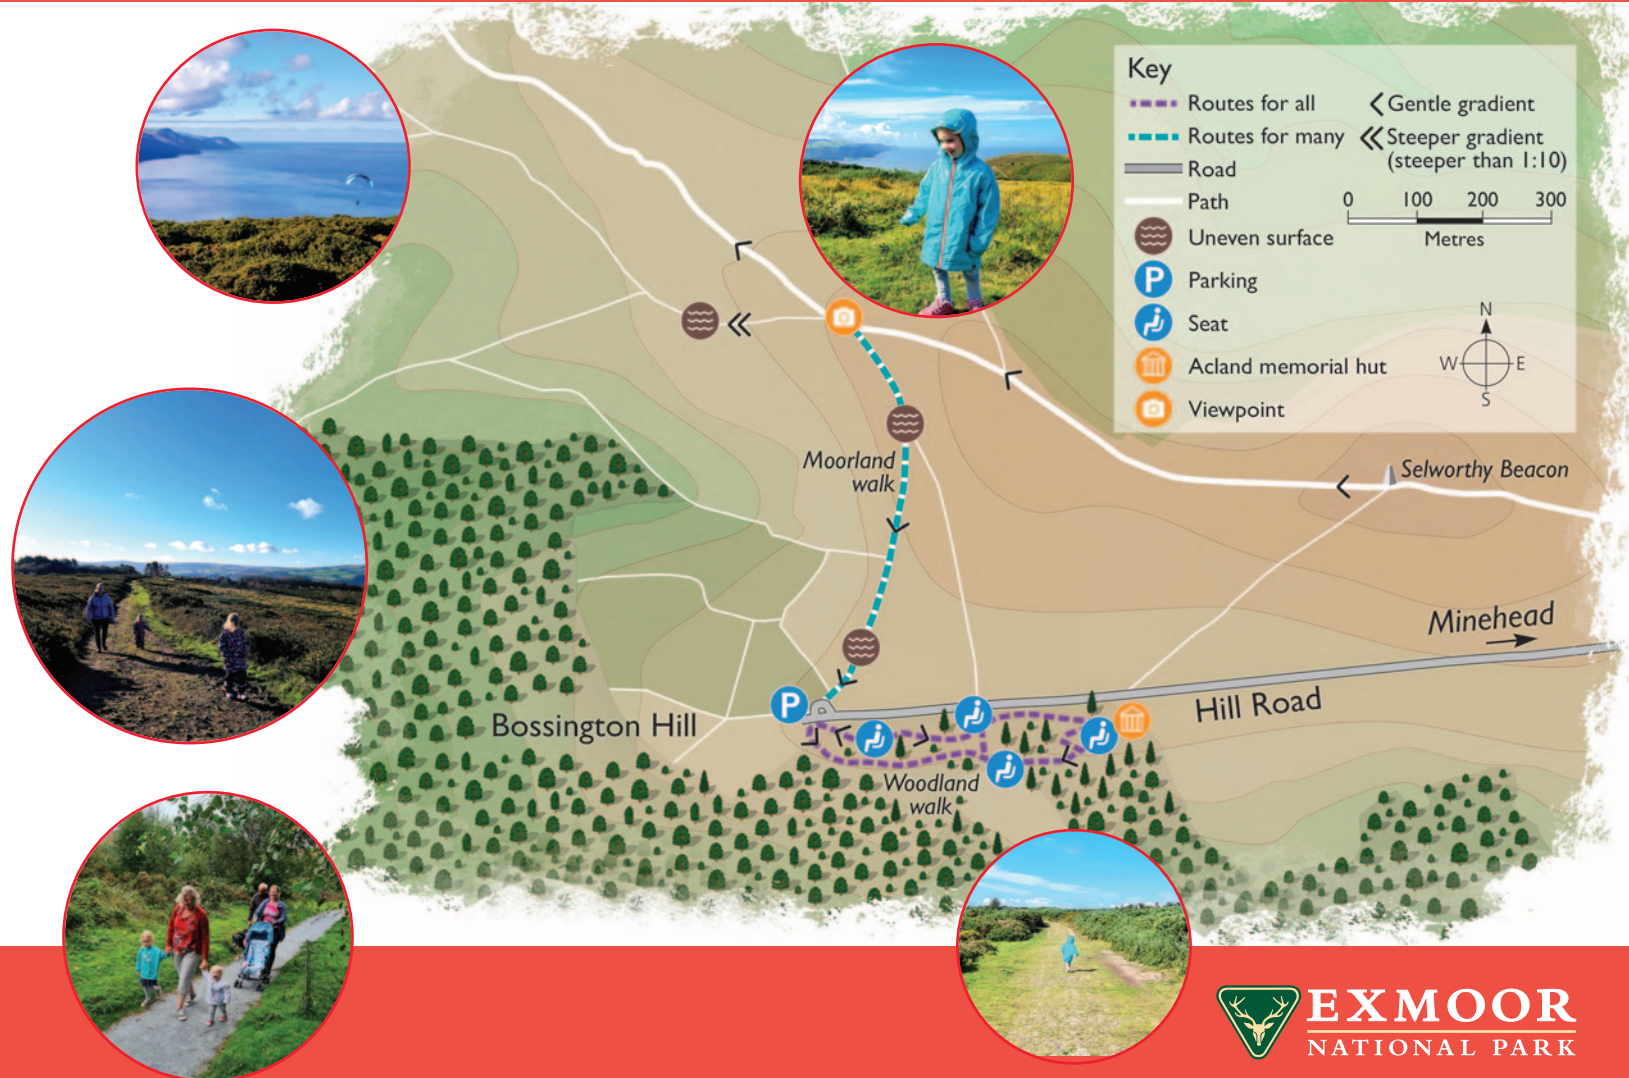 Key
Routes for all
Routes for many
Road
Path
Uneven surface
Parking
Seat
Acland memorial hut
Viewpoint
Gentle gradient
Steeper gradient
(steeper than 1:10)
0 100 200 300
Metres
N
W E
S
Moorland
walk
Selworthy Beacon
Minehead
Hill Road
P
Bossington Hill
Woodland
walk
EXMOOR
NATIONAL PARK